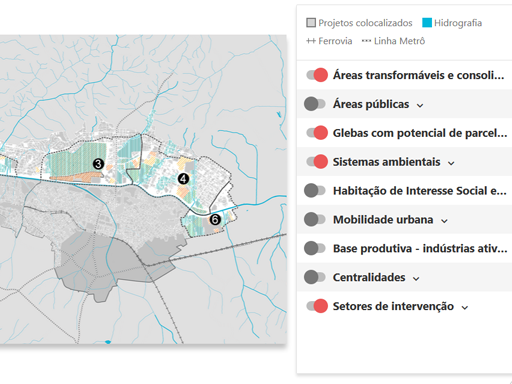 Projetos colocalizados Hidrografia
Ferrovia Linha Metrô
Áreas transformáveis e consoli...
Áreas públicas
Glebas com potencial de parcel...
Sistemas ambientais
Habitação de Interesse Social e...
Mobilidade urbana
Base produtiva - indústrias ativ...
Centralidades
Setores de intervenção
3
4
6